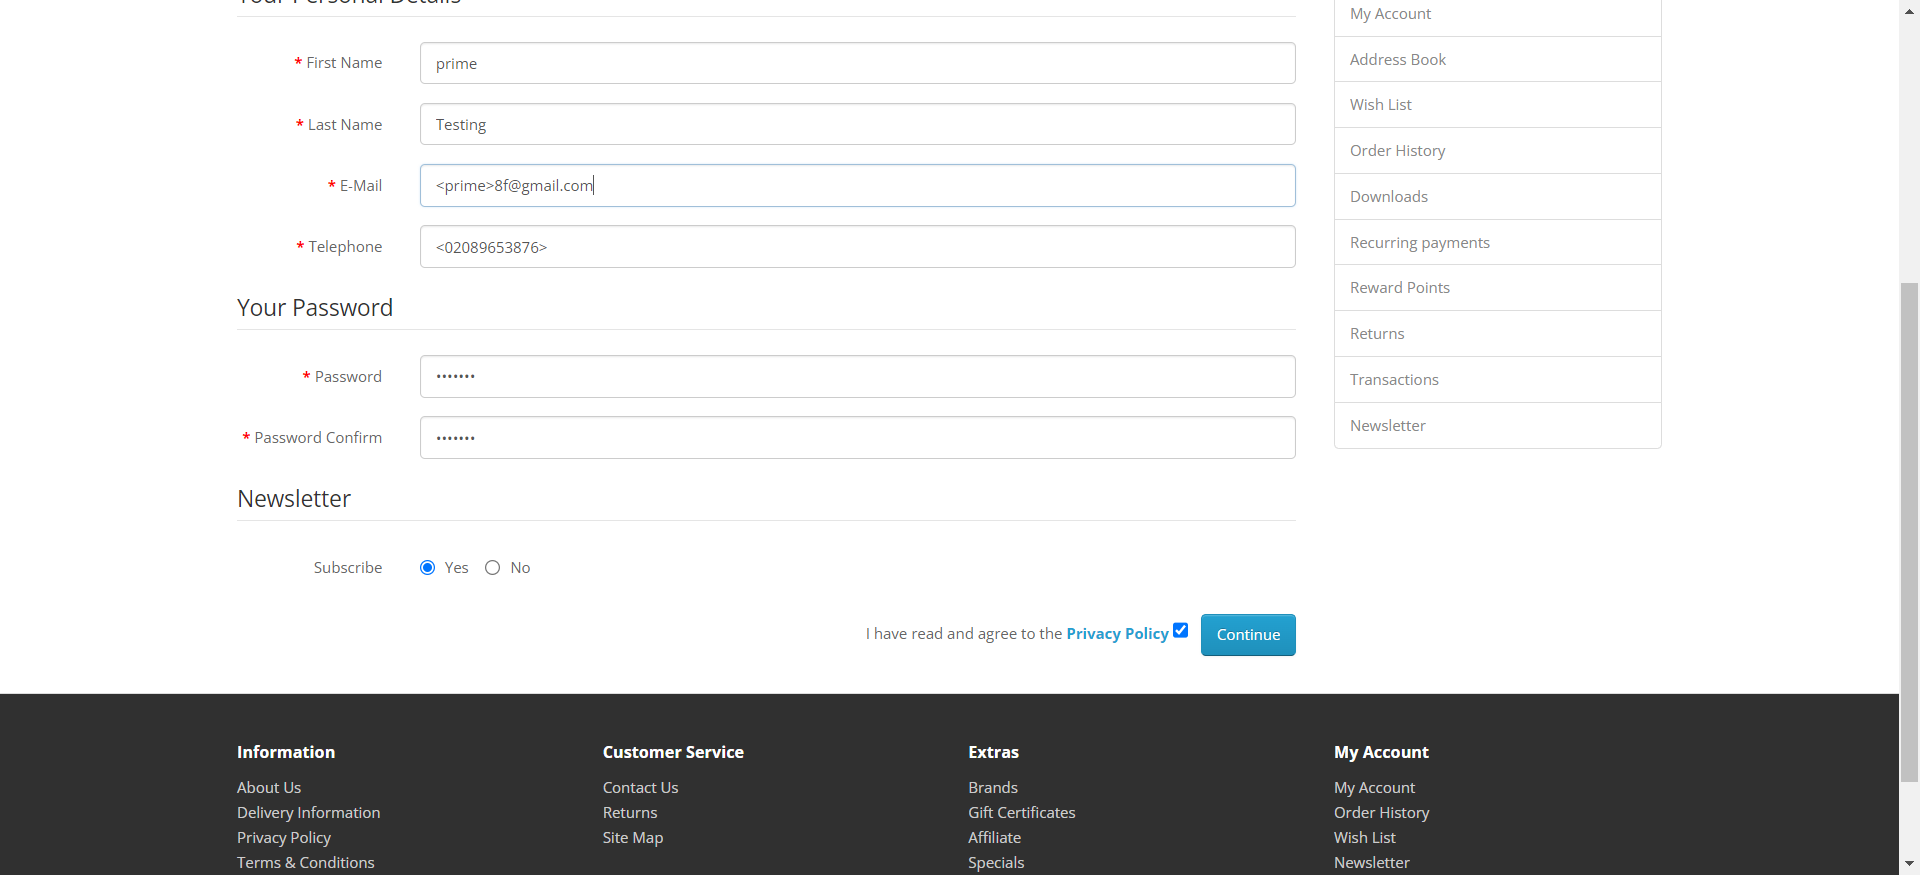 Your Personal Details
* First Name
prime
* Last Name
Testing
* E-Mail
<prime>8f@gmail.com
* Telephone
<02089653876>
Your Password
* Password
•••••••
* Password Confirm
•••••••
Newsletter
Subscribe
Yes No
I have read and agree to the Privacy Policy
Continue
My Account
Address Book
Wish List
Order History
Downloads
Recurring payments
Reward Points
Returns
Transactions
Newsletter
Information
About Us
Delivery Information
Privacy Policy
Terms & Conditions
Customer Service
Contact Us
Returns
Site Map
Extras
Brands
Gift Certificates
Affiliate
Specials
My Account
My Account
Order History
Wish List
Newsletter